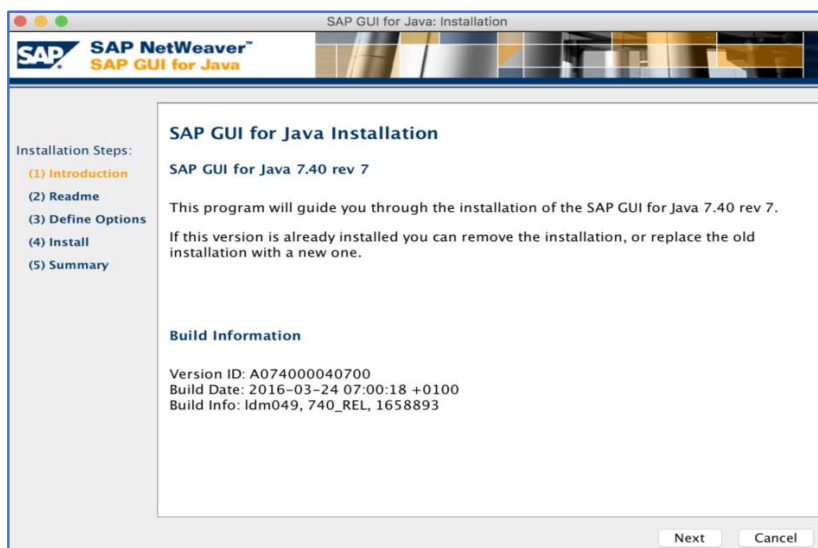 SAP GUI for Java: Installation
SAP
SAP NetWeaver™
SAP GUI for Java
Installation Steps:
(1) Introduction
(2) Readme
(3) Define Options
(4) Install
(5) Summary
SAP GUI for Java Installation
SAP GUI for Java 7.40 rev 7
This program will guide you through the installation of the SAP GUI for Java 7.40 rev 7.
If this version is already installed you can remove the installation, or replace the old
installation with a new one.
Build Information
Version ID: A074000040700
Build Date: 2016-03-24 07:00:18 +0100
Build Info: ldm049, 740_REL, 1658893
Next
Cancel